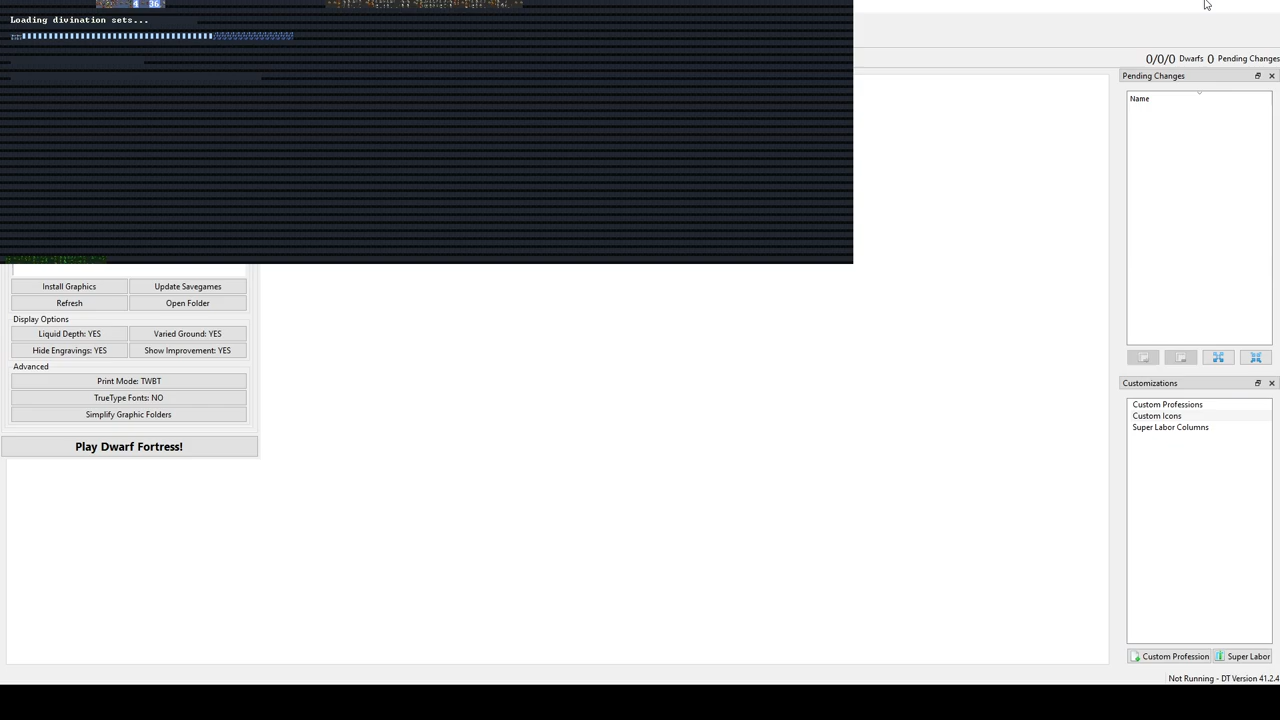 Loading divination sets...
0/0/0 Dwarfs 0 Pending Changes
Pending Changes
Name
Install Graphics
Update Savegames
Refresh
Open Folder
Display Options
Liquid Depth: YES
Varied Ground: YES
Hide Engravings: YES
Show Improvement: YES
Advanced
Print Mode: TWBT
TrueType Fonts: NO
Simplify Graphic Folders
Play Dwarf Fortress!
Customizations
Custom Professions
Custom Icons
Super Labor Columns
Custom Profession
Super Labor
Not Running - DT Version 41.2.4